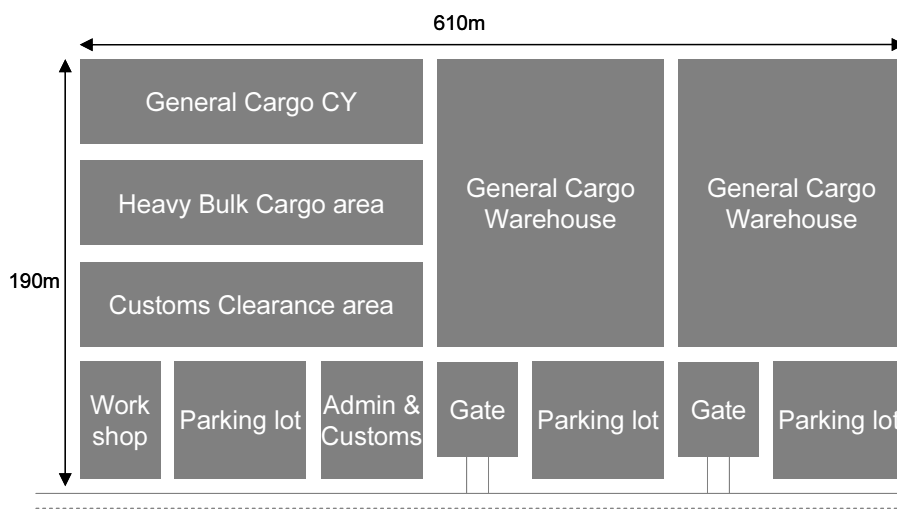 610m
General Cargo CY
Heavy Bulk Cargo area
Customs Clearance area
General Cargo
Warehouse
General Cargo
Warehouse
190m
Work
shop
Parking lot
Admin &
Customs
Gate
Parking lot
Gate
Parking lot